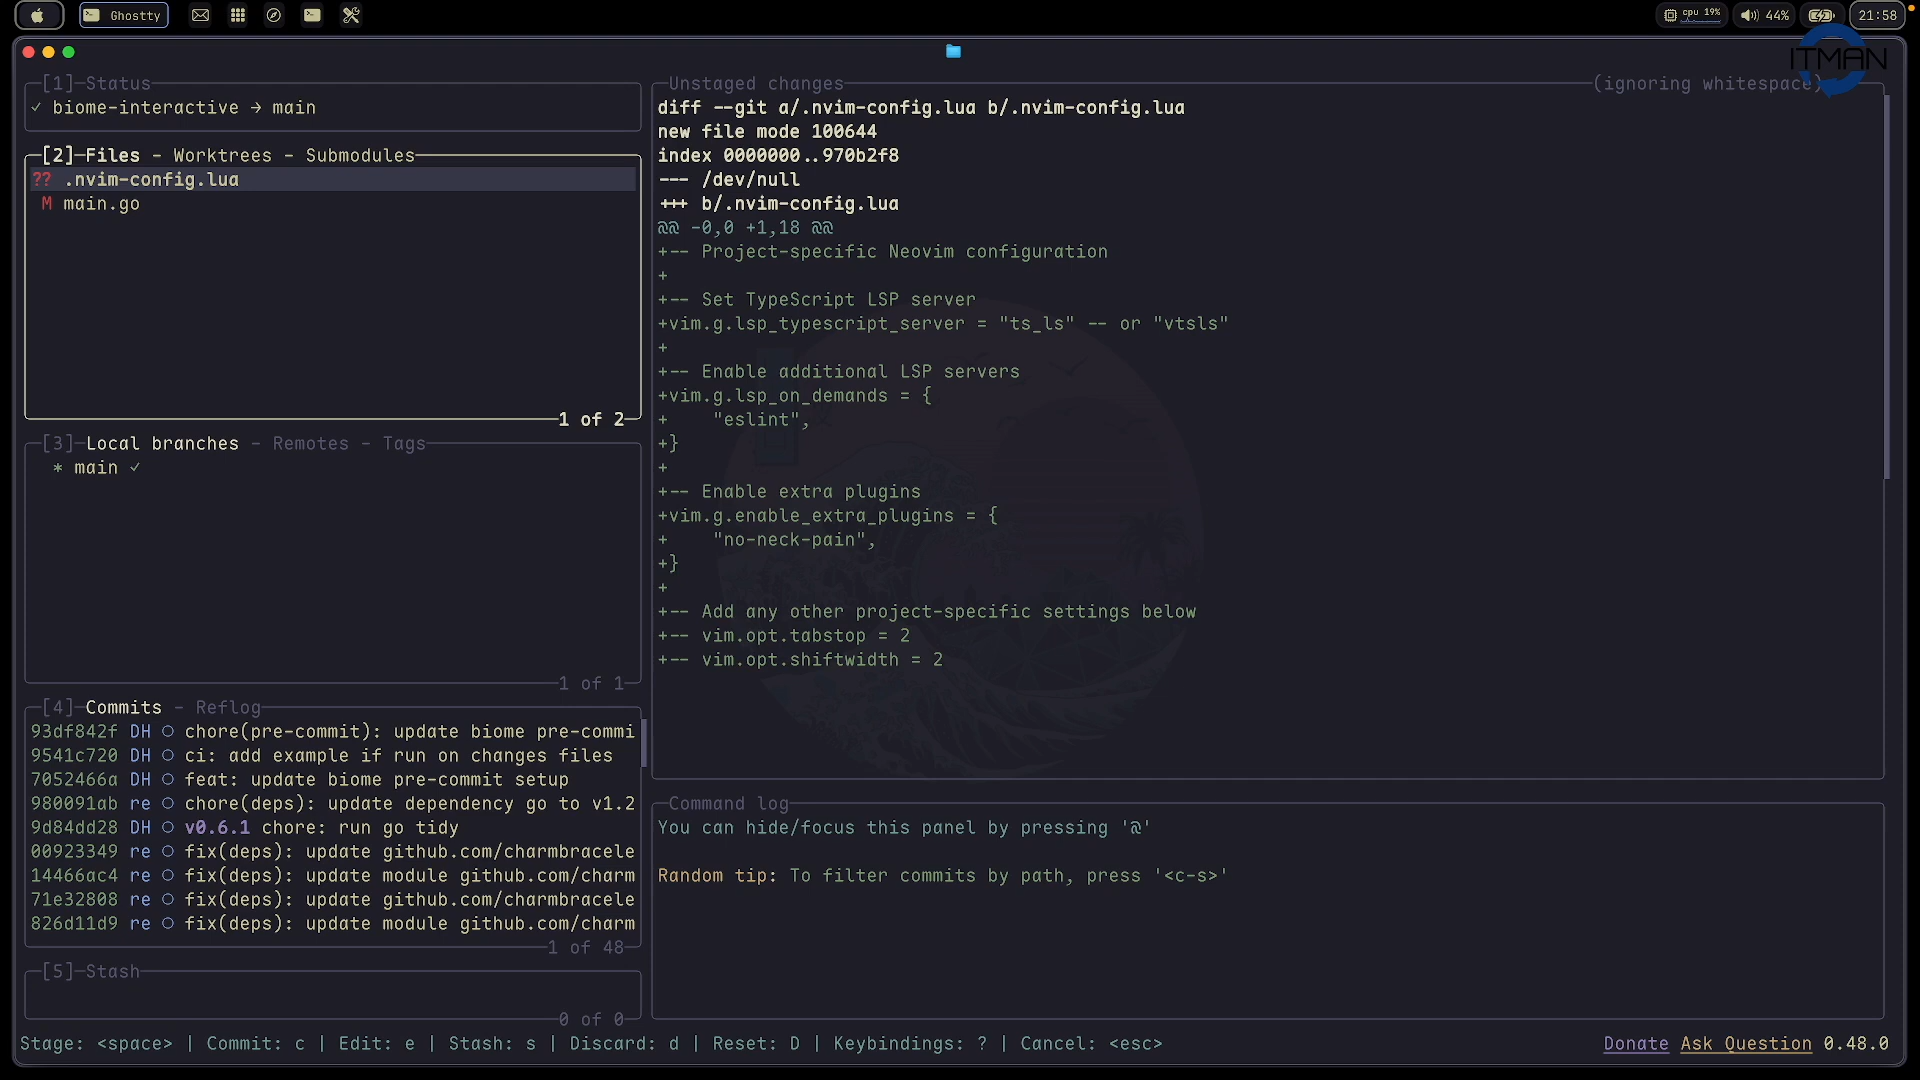 Ghostty
cpu 19%
44%
21:58
ITMAN
[1] Status
✓ biome-interactive → main
[2] Files - Worktrees - Submodules
?? .nvim-config.lua
M main.go
1 of 2
[3] Local branches - Remotes - Tags
* main ✓
1 of 1
[4] Commits - Reflog
93df842f DH ○ chore(pre-commit): update biome pre-commi
9541c720 DH ○ ci: add example if run on changes files
7052466a DH ○ feat: update biome pre-commit setup
980091ab re ○ chore(deps): update dependency go to v1.2
9d84dd28 DH ○ v0.6.1 chore: run go tidy
00923349 re ○ fix(deps): update github.com/charmbracele
14466ac4 re ○ fix(deps): update module github.com/charm
71e32808 re ○ fix(deps): update github.com/charmbracele
826d11d9 re ○ fix(deps): update module github.com/charm
1 of 48
[5] Stash
0 of 0
Unstaged changes (ignoring whitespace)
diff --git a/.nvim-config.lua b/.nvim-config.lua
new file mode 100644
index 0000000..970b2f8
--- /dev/null
+++ b/.nvim-config.lua
@@ -0,0 +1,18 @@
+-- Project-specific Neovim configuration
+
+-- Set TypeScript LSP server
+vim.g.lsp_typescript_server = "ts_ls" -- or "vtsls"
+
+-- Enable additional LSP servers
+vim.g.lsp_on_demands = {
+    "eslint",
+}
+
+-- Enable extra plugins
+vim.g.enable_extra_plugins = {
+    "no-neck-pain",
+}
+
+-- Add any other project-specific settings below
+-- vim.opt.tabstop = 2
+-- vim.opt.shiftwidth = 2
Command log
You can hide/focus this panel by pressing '@'
Random tip: To filter commits by path, press '<c-s>'
Stage: <space> | Commit: c | Edit: e | Stash: s | Discard: d | Reset: D | Keybindings: ? | Cancel: <esc>
Donate Ask Question 0.48.0